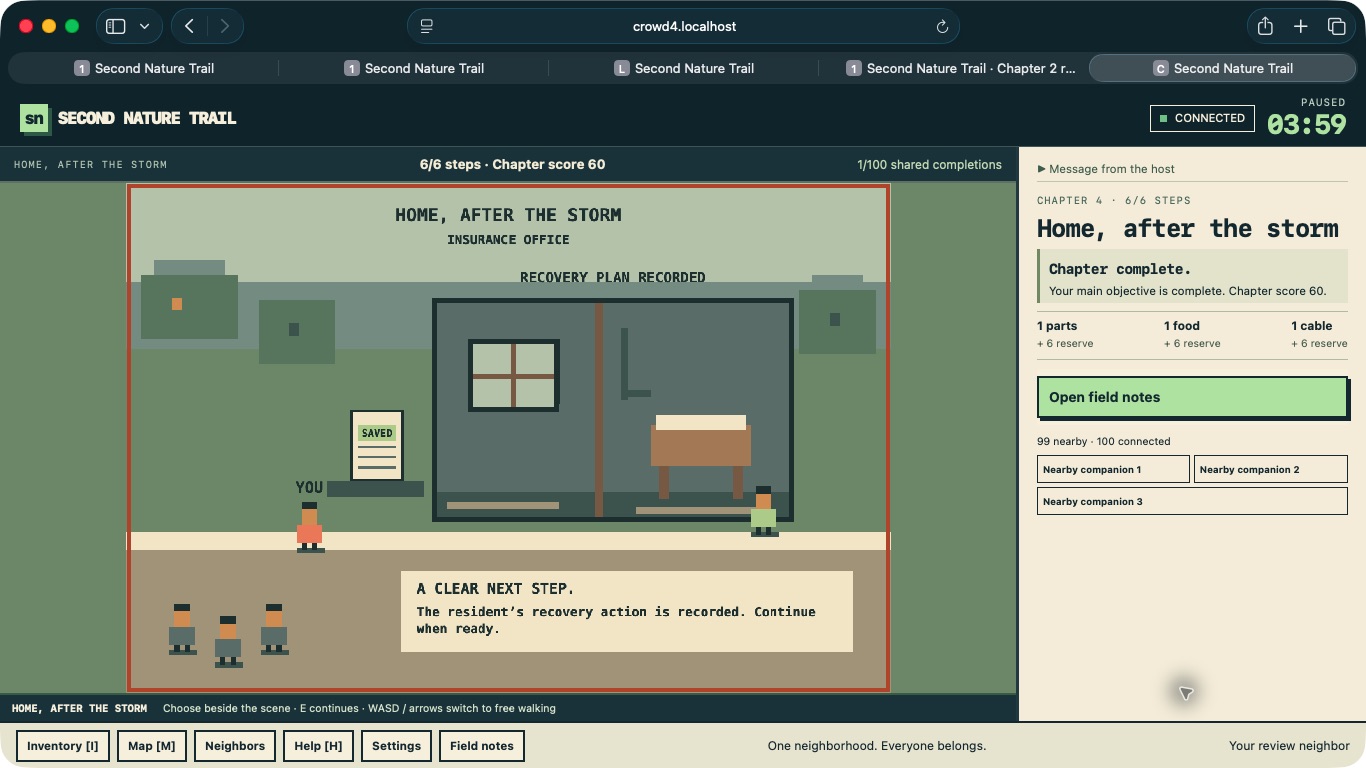 crowd4.localhost
1 Second Nature Trail
1 Second Nature Trail
L Second Nature Trail
1 Second Nature Trail · Chapter 2 r...
C Second Nature Trail
sn SECOND NATURE TRAIL
CONNECTED
PAUSED
03:59
HOME, AFTER THE STORM
6/6 steps · Chapter score 60
1/100 shared completions
HOME, AFTER THE STORM
INSURANCE OFFICE
RECOVERY PLAN RECORDED
SAVED
YOU
A CLEAR NEXT STEP.
The resident's recovery action is recorded. Continue
when ready.
HOME, AFTER THE STORM Choose beside the scene · E continues · WASD / arrows switch to free walking
Message from the host
CHAPTER 4 · 6/6 STEPS
Home, after the storm
Chapter complete.
Your main objective is complete. Chapter score 60.
1 parts 1 food 1 cable
+ 6 reserve + 6 reserve + 6 reserve
Open field notes
99 nearby · 100 connected
Nearby companion 1 Nearby companion 2
Nearby companion 3
Inventory [I] Map [M] Neighbors Help [H] Settings Field notes
One neighborhood. Everyone belongs.
Your review neighbor